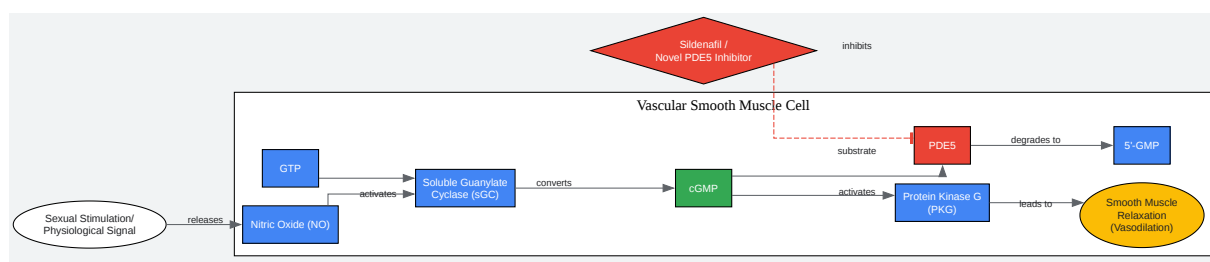 Sildenafil /
Novel PDE5 Inhibitor
inhibits
Vascular Smooth Muscle Cell
GTP
Soluble Guanylate
Cyclase (sGC)
activates
Nitric Oxide (NO)
Sexual Stimulation/
Physiological Signal
releases
converts
cGMP
substrate
PDE5
degrades to
5'-GMP
activates
Protein Kinase G
(PKG)
leads to
Smooth Muscle
Relaxation
(Vasodilation)